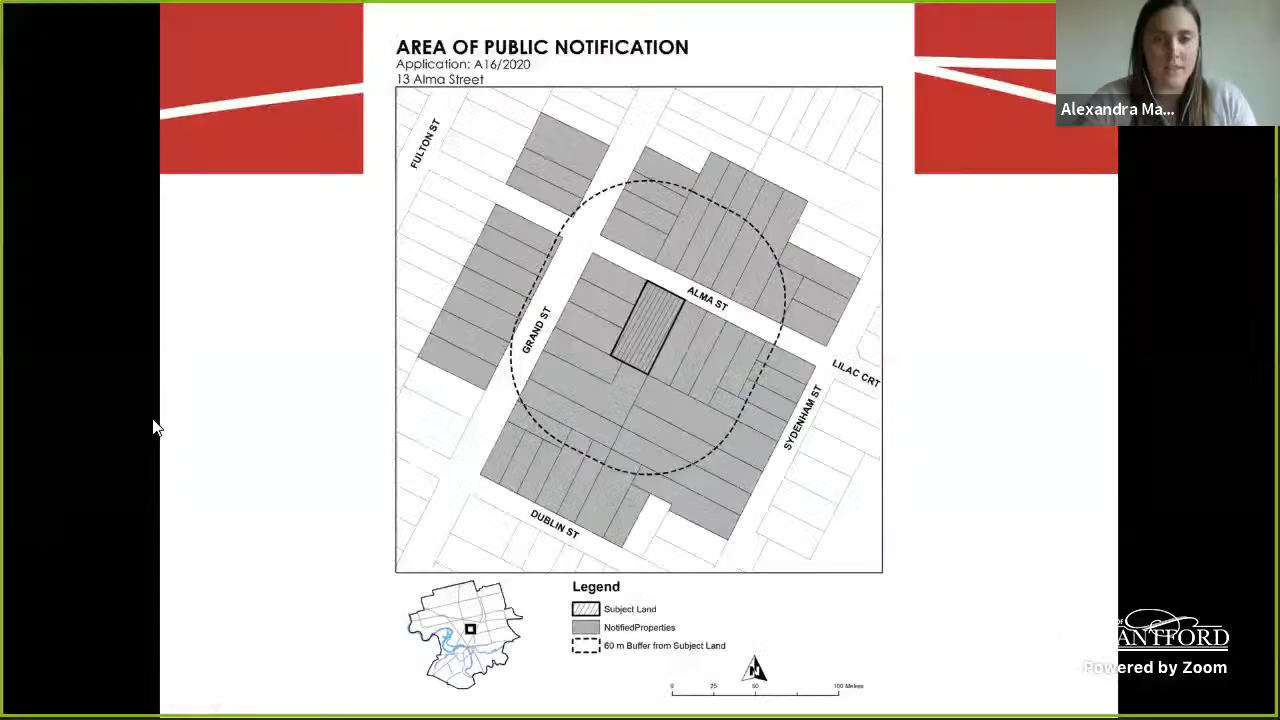 AREA OF PUBLIC NOTIFICATION
Application: A16/2020
13 Alma Street
Alexandra Ma...
FULTON ST
ALMA ST
GRAND ST
LILAC CRT
SYDENHAM ST
DUBLIN ST
Legend
Subject Land
NotifiedProperties
60 m Buffer from Subject Land
N
0 25 50 100 Metres
OF
ANTFORD
Powered by Zoom